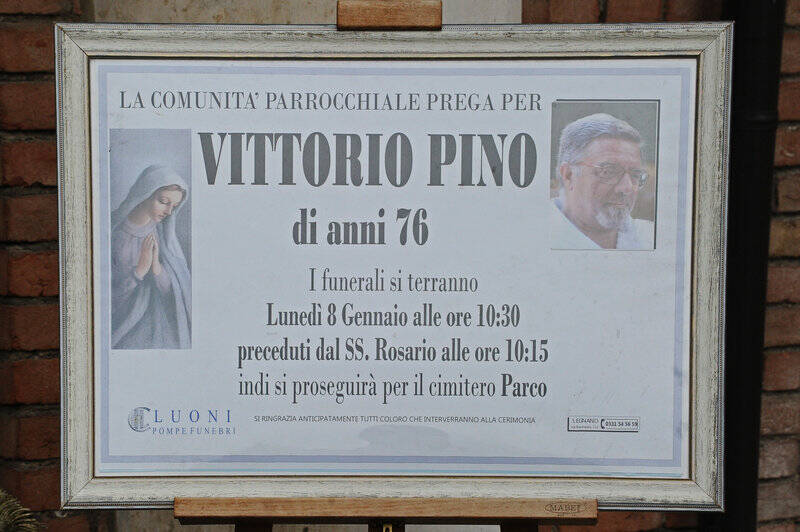 LA COMUNITA' PARROCCHIALE PREGA PER
VITTORIO PINO
di anni 76
I funerali si terranno
Lunedì 8 Gennaio alle ore 10:30
preceduti dal SS. Rosario alle ore 10:15
indi si proseguirà per il cimitero Parco
LUONI
POMPE FUNEBRI
SI RINGRAZIA ANTICIPATAMENTE TUTTI COLORO CHE INTERVERRANNO ALLA CERIMONIA
LEGNANO
0331 54 56 59
MABEF